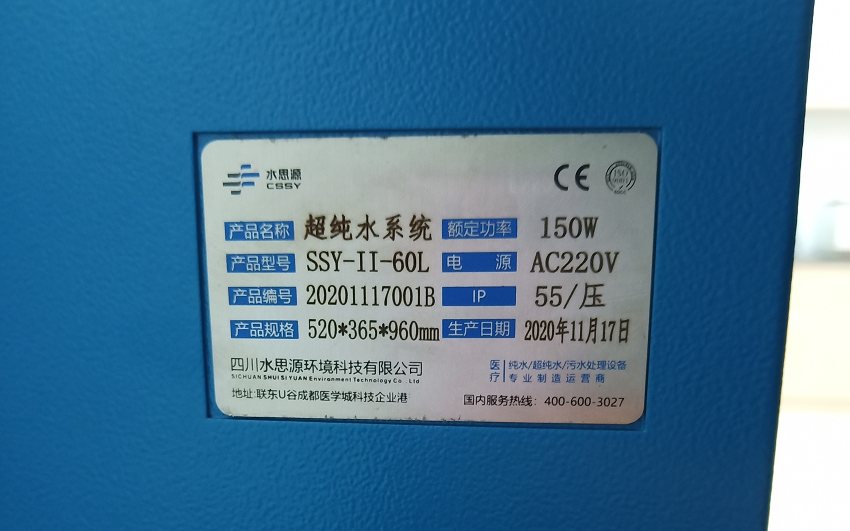 水思源
CSSY
CE
ISO 9001
产品名称 超纯水系统 额定功率 150W
产品型号 SSY-II-60L 电 源 AC220V
产品编号 20201117001B IP 55/压
产品规格 520*365*960mm 生产日期 2020年11月17日
四川水思源环境科技有限公司
SICHUAN SHUI SI YUAN Environment Technology Co., Ltd
医疗 纯水/超纯水/污水处理设备
专业制造运营商
地址:联东U谷成都医学城科技企业港
国内服务热线: 400-600-3027